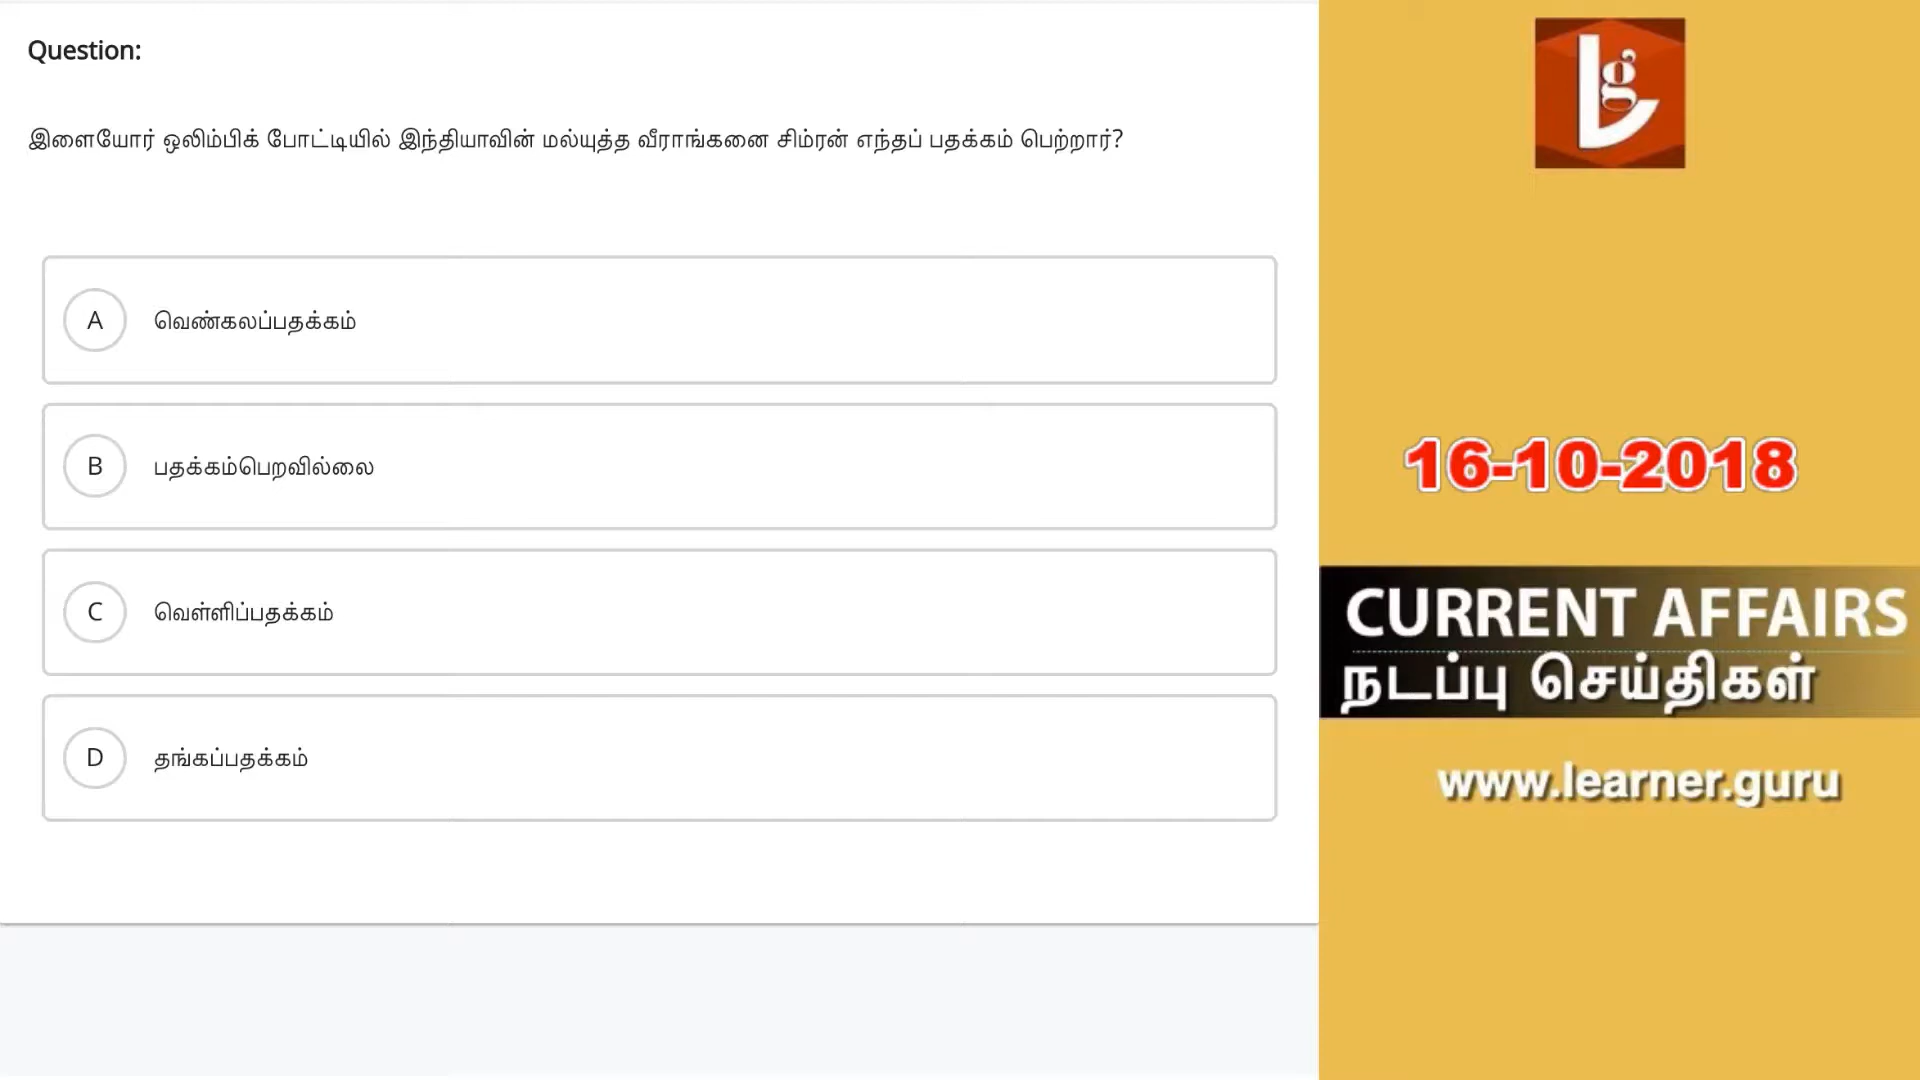 Question:
இளையோர் ஒலிம்பிக் போட்டியில் இந்தியாவின் மல்யுத்த வீராங்கனை சிம்ரன் எந்தப் பதக்கம் பெற்றார்?
A வெண்கலப்பதக்கம்
B பதக்கம்பெறவில்லை
C வெள்ளிப்பதக்கம்
D தங்கப்பதக்கம்
Lg
16-10-2018
CURRENT AFFAIRS
நடப்பு செய்திகள்
www.learner.guru